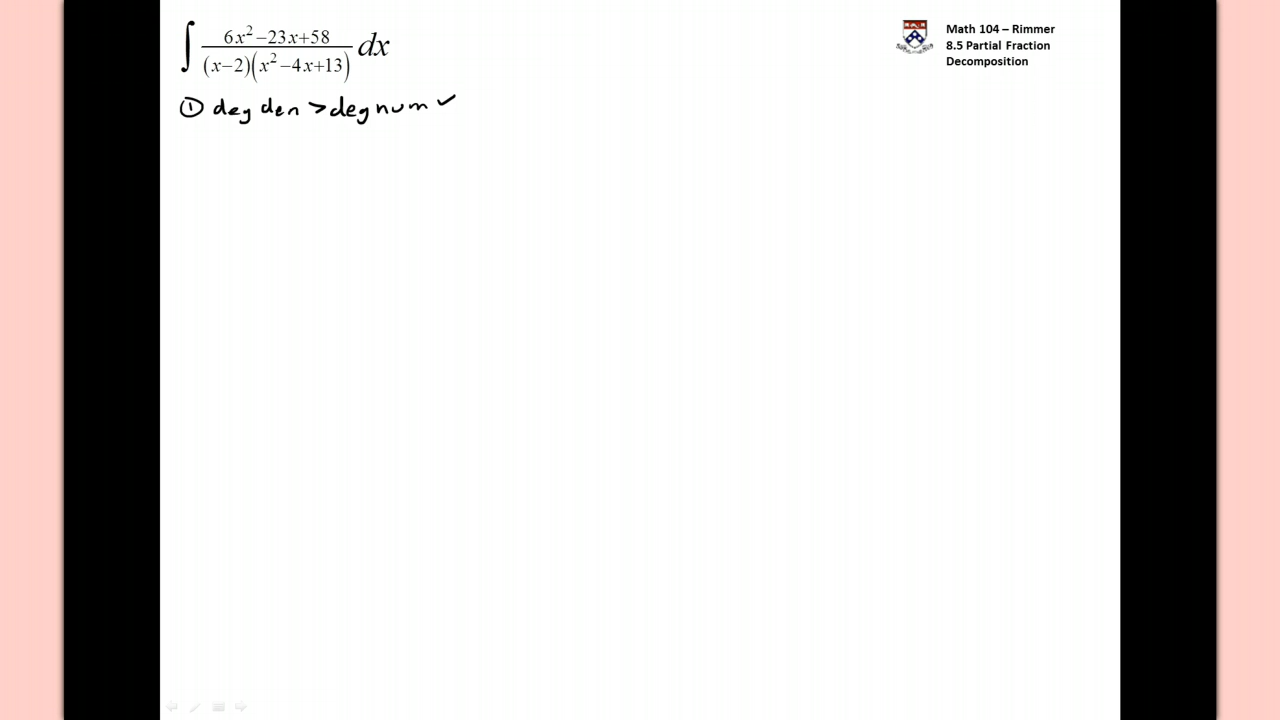 ∫ 6x²−23x+58 / (x−2)(x²−4x+13) dx
① deg den > deg num ✓
Math 104 – Rimmer
8.5 Partial Fraction
Decomposition